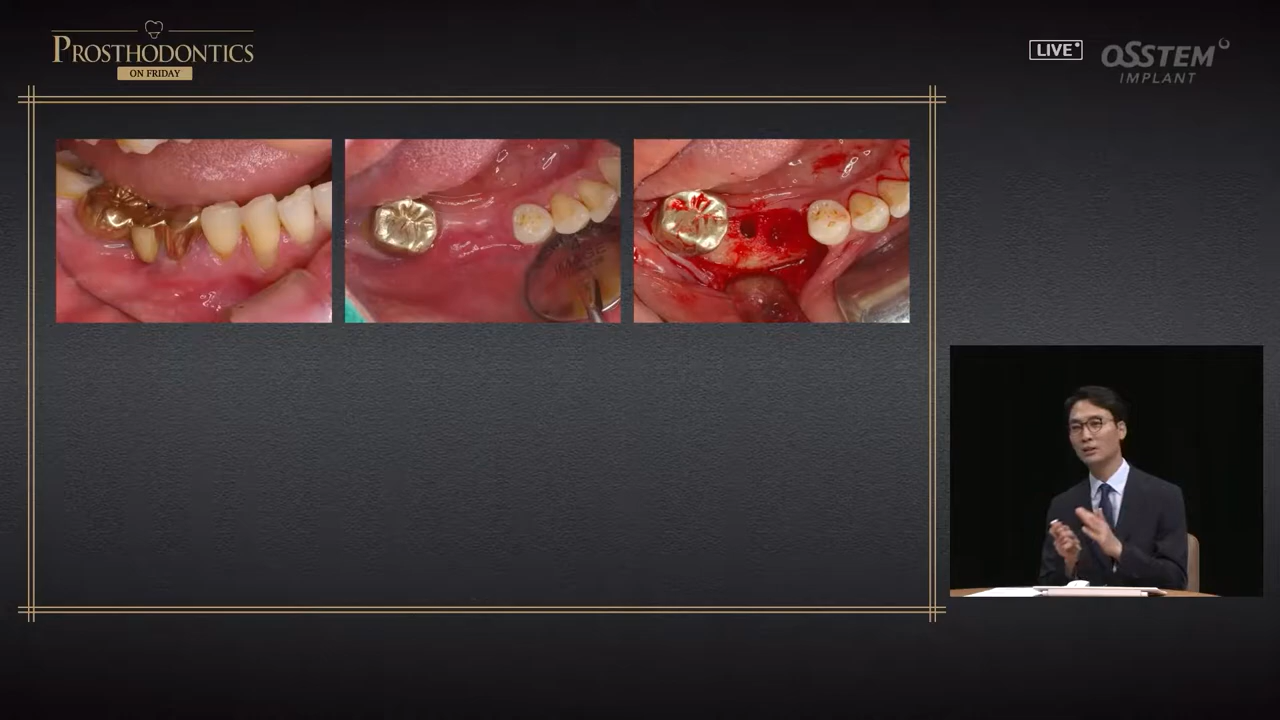 PROSTHODONTICS
ON FRIDAY
LIVE
OSSTEM
IMPLANT